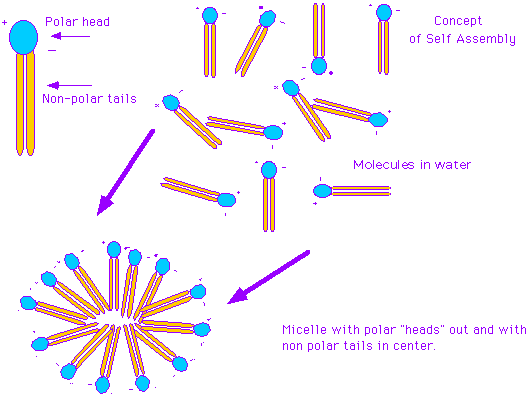 Polar head
Non-polar tails
Concept
of Self Assembly
Molecules in water
Micelle with polar "heads" out and with
non polar tails in center.